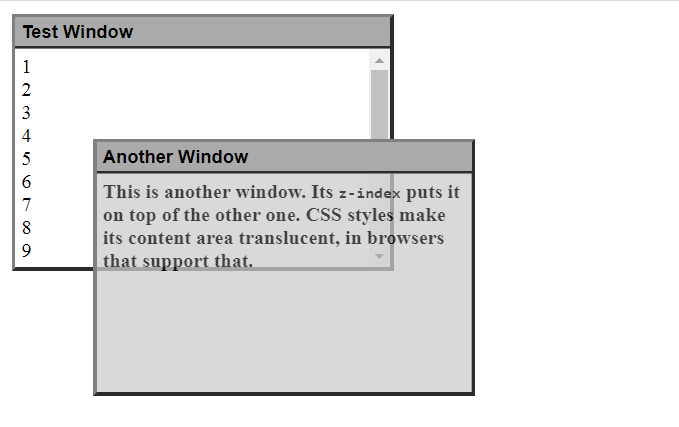 Test Window
1
2
3
4
5
6
7
8
9
Another Window
This is another window. Its z-index puts it
on top of the other one. CSS styles make
its content area translucent, in browsers
that support that.